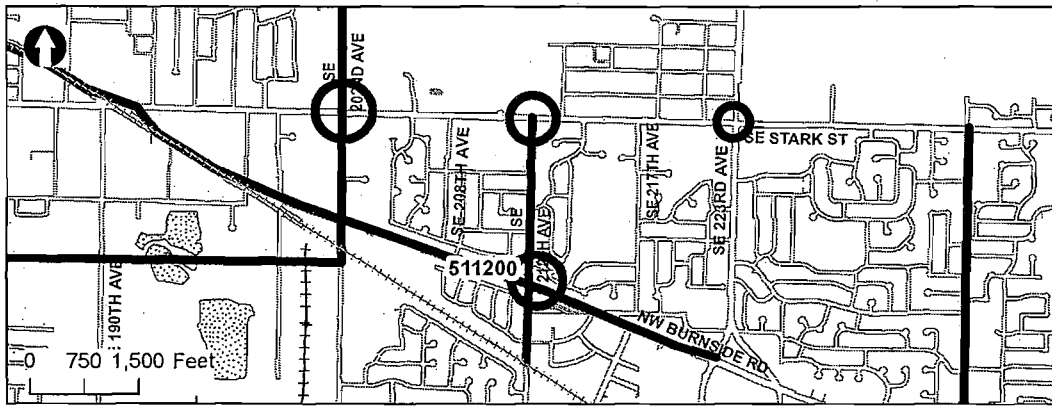 SE
202ND AVE
SE 208TH AVE
SE
AVE
SE 217TH AVE
SE 223RD AVE
SE STARK ST
511200
190TH AVE
NW BURNSIDE RD
0 750 1,500 Feet